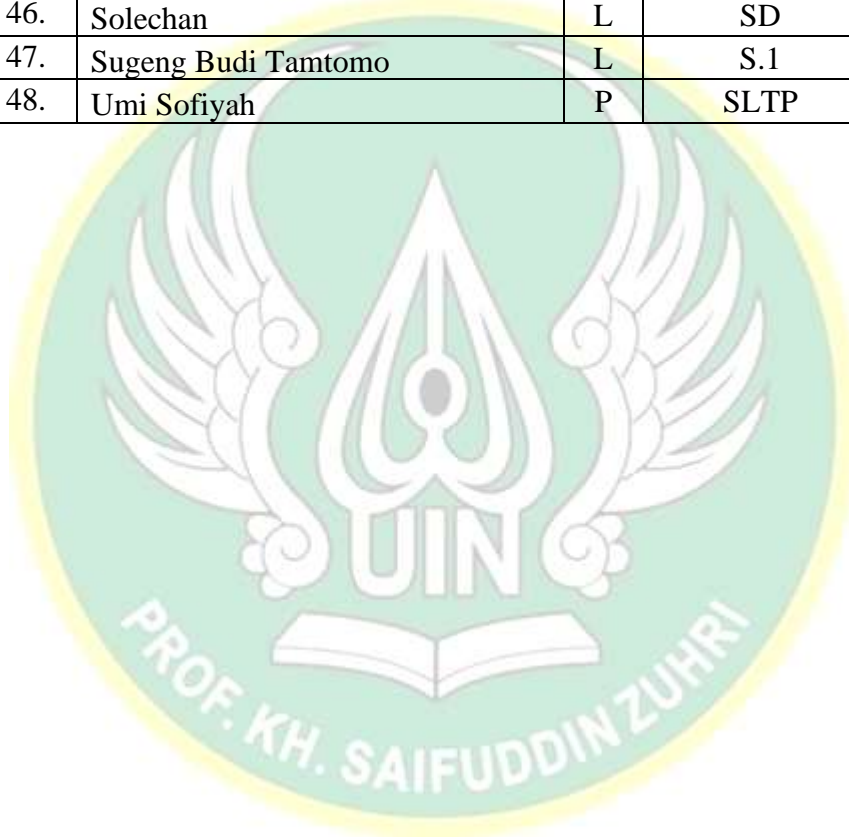 46. Solechan L SD
47. Sugeng Budi Tamtomo L S.1
48. Umi Sofiyah P SLTP
UIN
PROF. KH. SAIFUDDIN ZUHRI